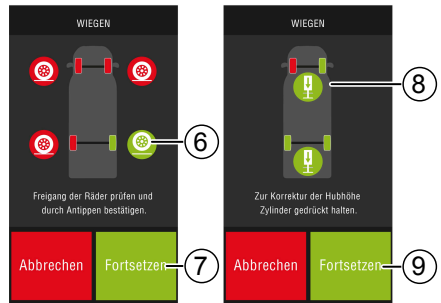 WIEGEN
6
Freigang der Räder prüfen und
durch Antippen bestätigen.
Abbrechen
Fortsetzen
7
WIEGEN
8
Zur Korrektur der Hubhöhe
Zylinder gedrückt halten.
Abbrechen
Fortsetzen
9